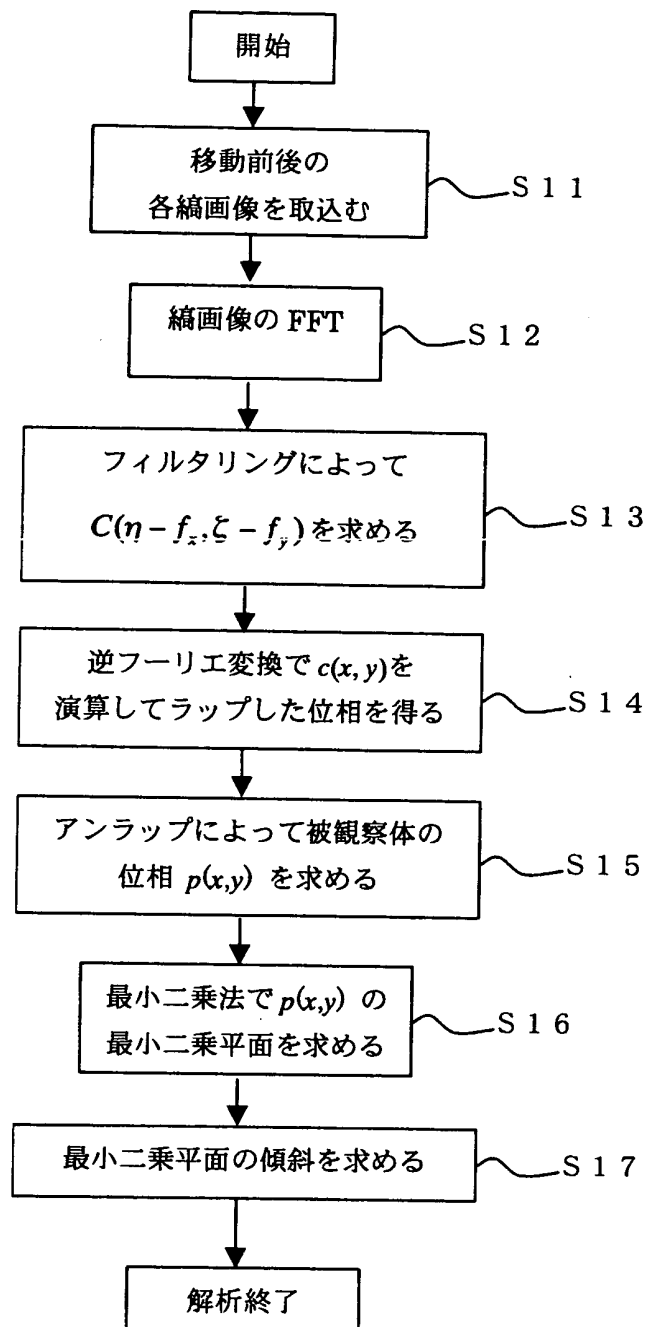 開始
移動前後の
各縞画像を取込む
S11
縞画像の FFT
S12
フィルタリングによって
C(η − fx, ζ − fy) を求める
S13
逆フーリエ変換で c(x, y) を
演算してラップした位相を得る
S14
アンラップによって被観察体の
位相 p(x,y) を求める
S15
最小二乗法で p(x,y) の
最小二乗平面を求める
S16
最小二乗平面の傾斜を求める
S17
解析終了